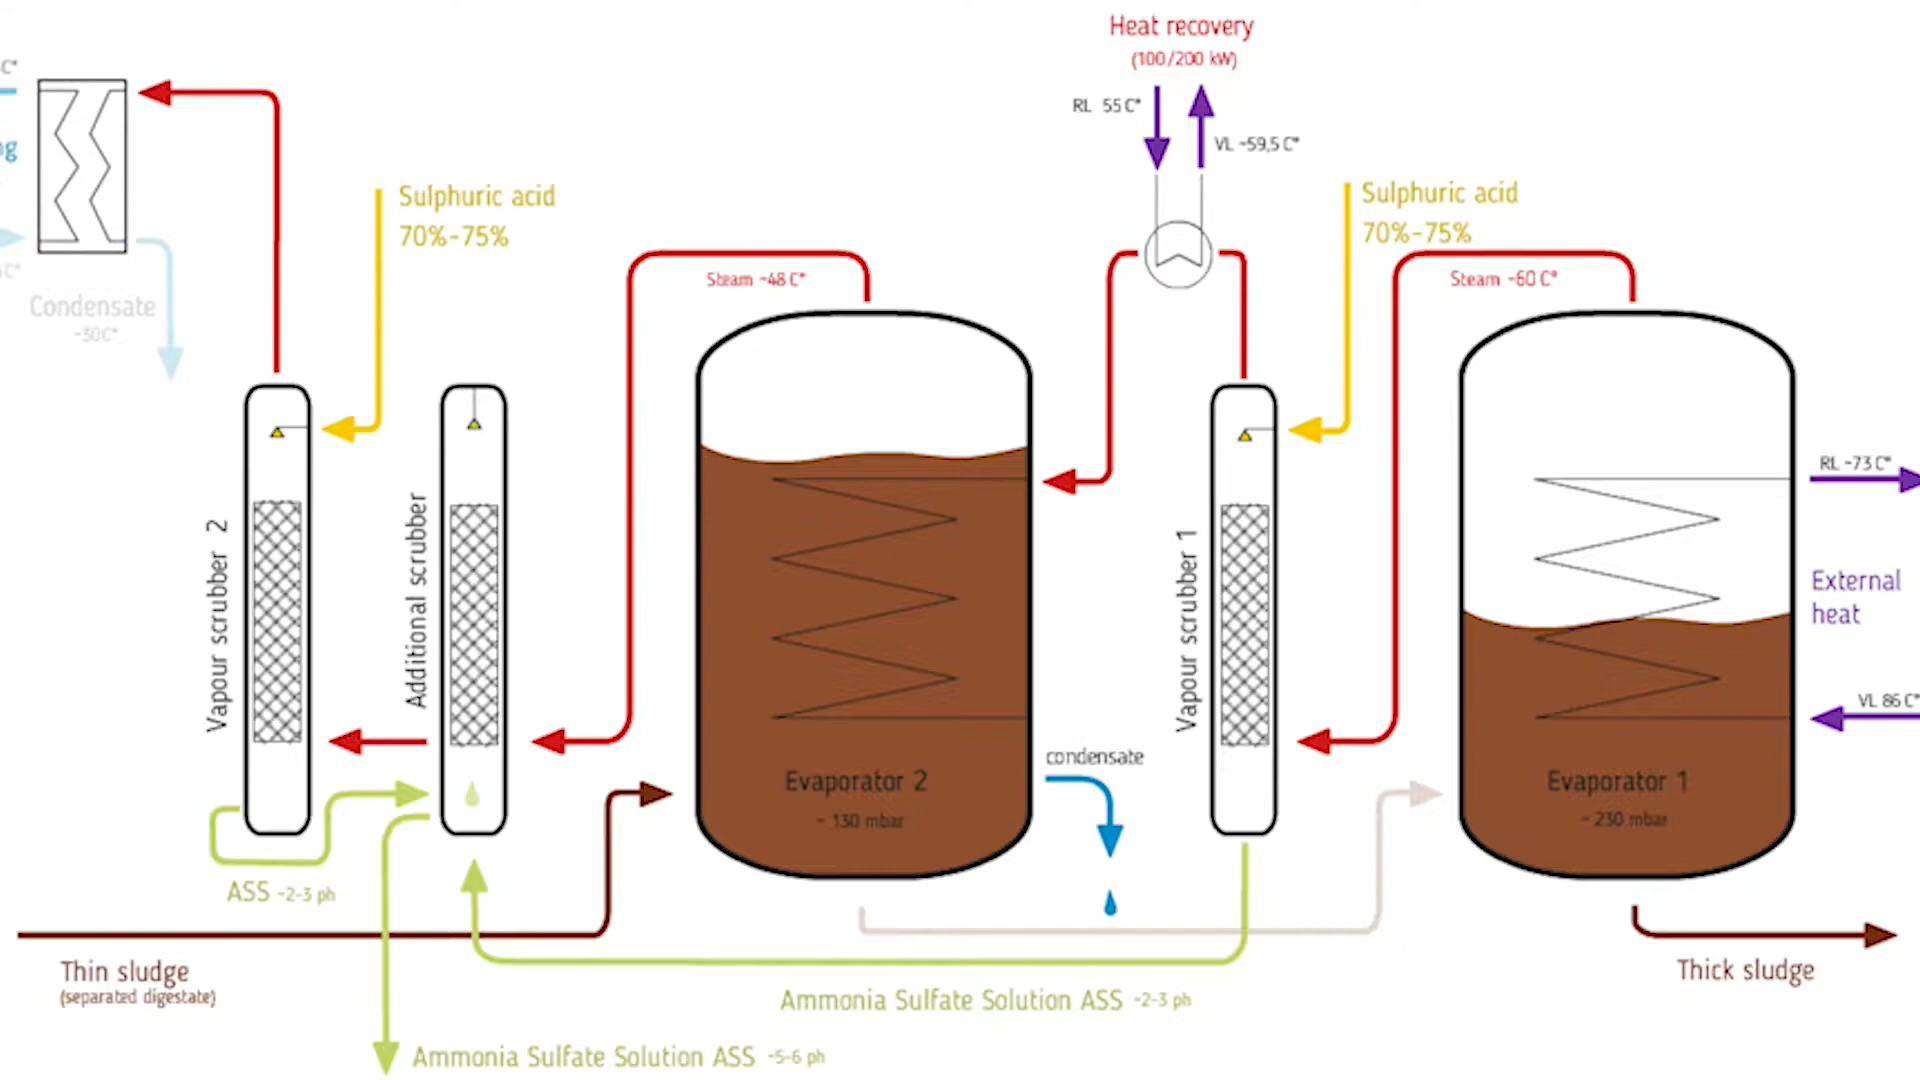 Heat recovery
(100/200 kW)
RL 55 C°
VL ~59,5 C°
C°
ng
C°
Condensate
~30C°
Sulphuric acid
70%-75%
Sulphuric acid
70%-75%
Steam ~48 C°
Steam ~60 C°
Vapour scrubber 2
Additional scrubber
Vapour scrubber 1
RL ~73 C°
External
heat
VL 86 C°
condensate
Evaporator 2
~ 130 mbar
Evaporator 1
~ 230 mbar
ASS ~2-3 ph
Thin sludge
(separated digestate)
Thick sludge
Ammonia Sulfate Solution ASS ~2-3 ph
Ammonia Sulfate Solution ASS ~5-6 ph